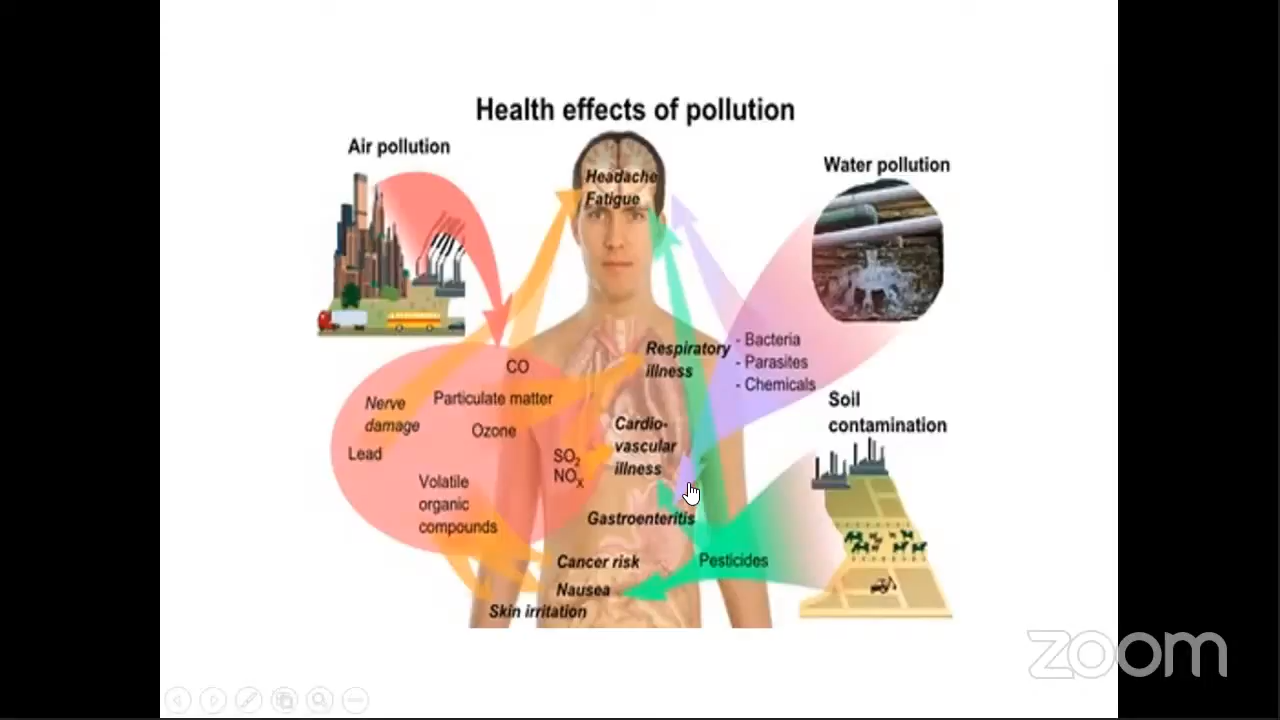 Health effects of pollution
Air pollution
Water pollution
Headache
Fatigue
CO
Particulate matter
Nerve
damage
Ozone
Lead
SO₂
NOₓ
Volatile
organic
compounds
Respiratory
illness
- Bacteria
- Parasites
- Chemicals
Cardio-
vascular
illness
Soil
contamination
Gastroenteritis
Pesticides
Cancer risk
Nausea
Skin irritation
zoom